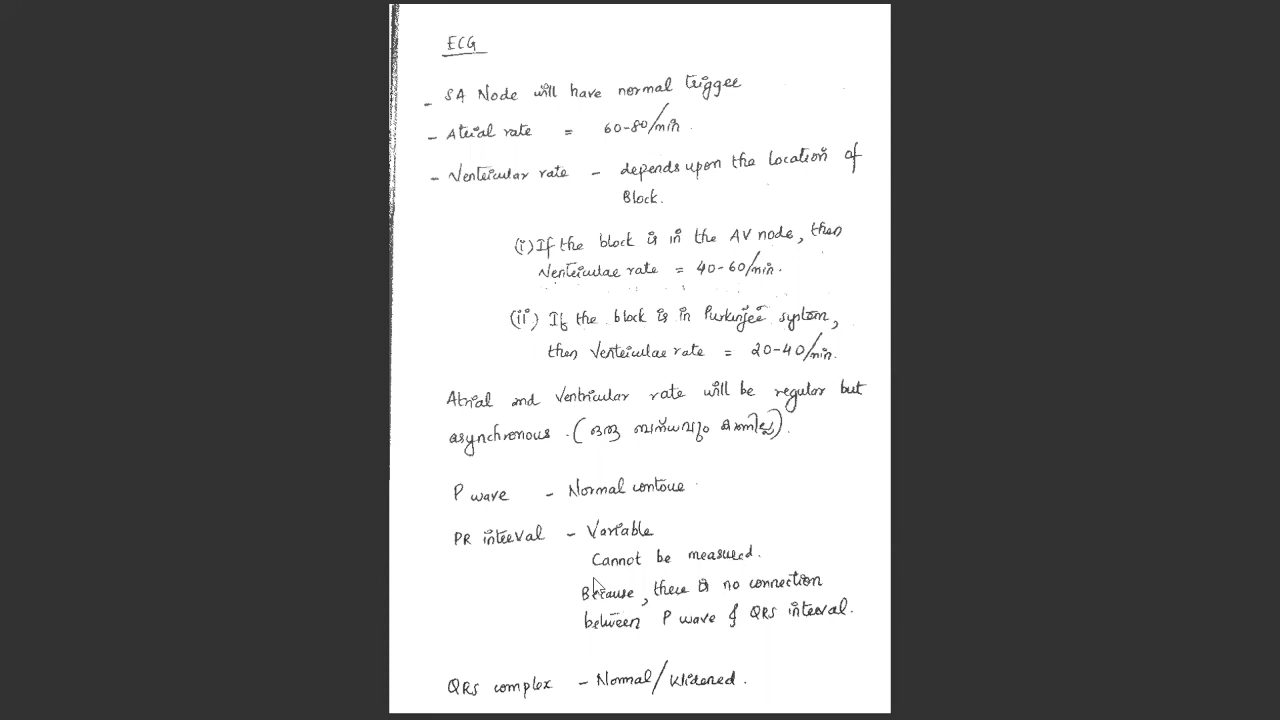 ECG
- SA Node will have normal trigger
- Atrial rate = 60-80/min.
- Ventricular rate - depends upon the location of
Block.
(i) If the block is in the AV node, then
Ventricular rate = 40-60/min.
(ii) If the block is in Purkinjee system,
then Ventricular rate = 20-40/min.
Atrial and Ventricular rate will be regular but
asynchronous. (ഒരു ബന്ധവും കാണില്ല).
P wave - Normal contour
PR interval - Variable
Cannot be measured.
Because, there is no connection
between P wave & QRS interval.
QRS complex - Normal/Widened.